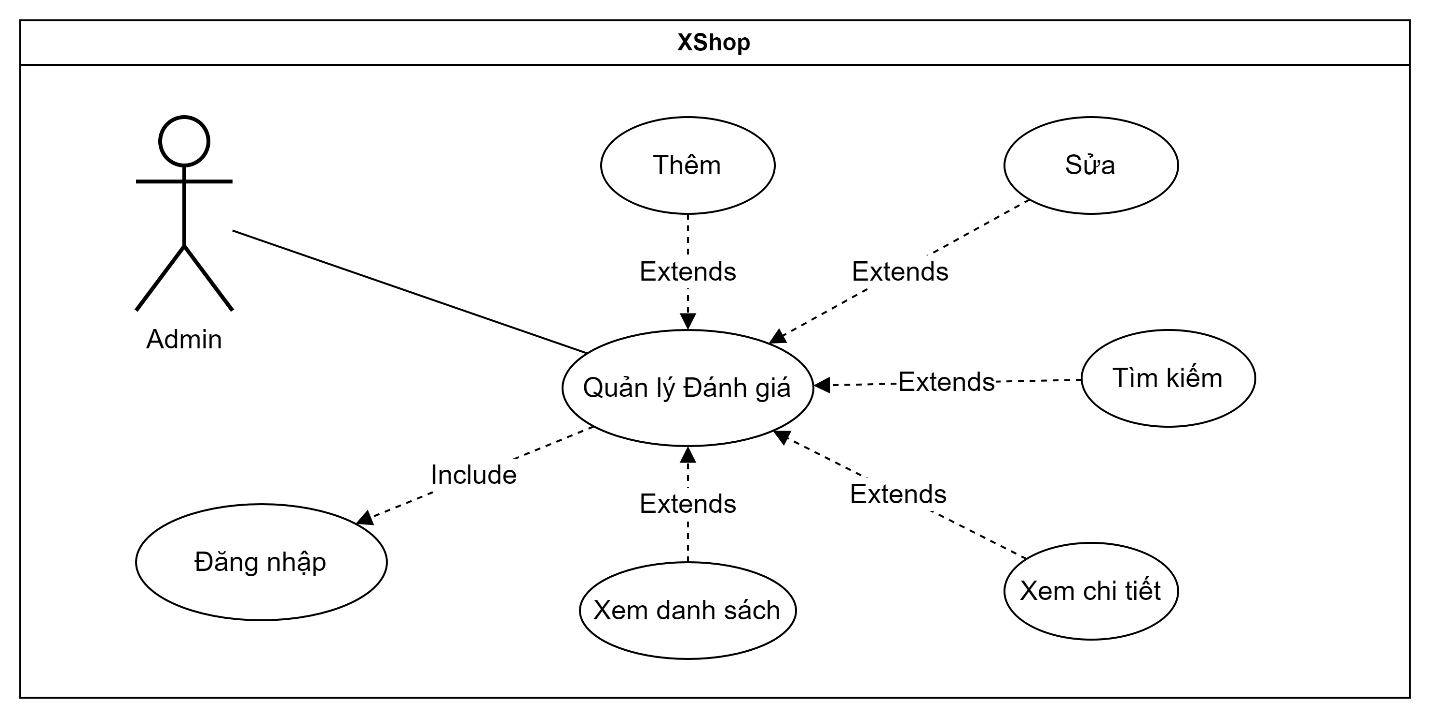 XShop
Thêm
Sửa
Extends
Extends
Admin
Quản lý Đánh giá
Extends
Tìm kiếm
Include
Extends
Extends
Đăng nhập
Xem danh sách
Xem chi tiết